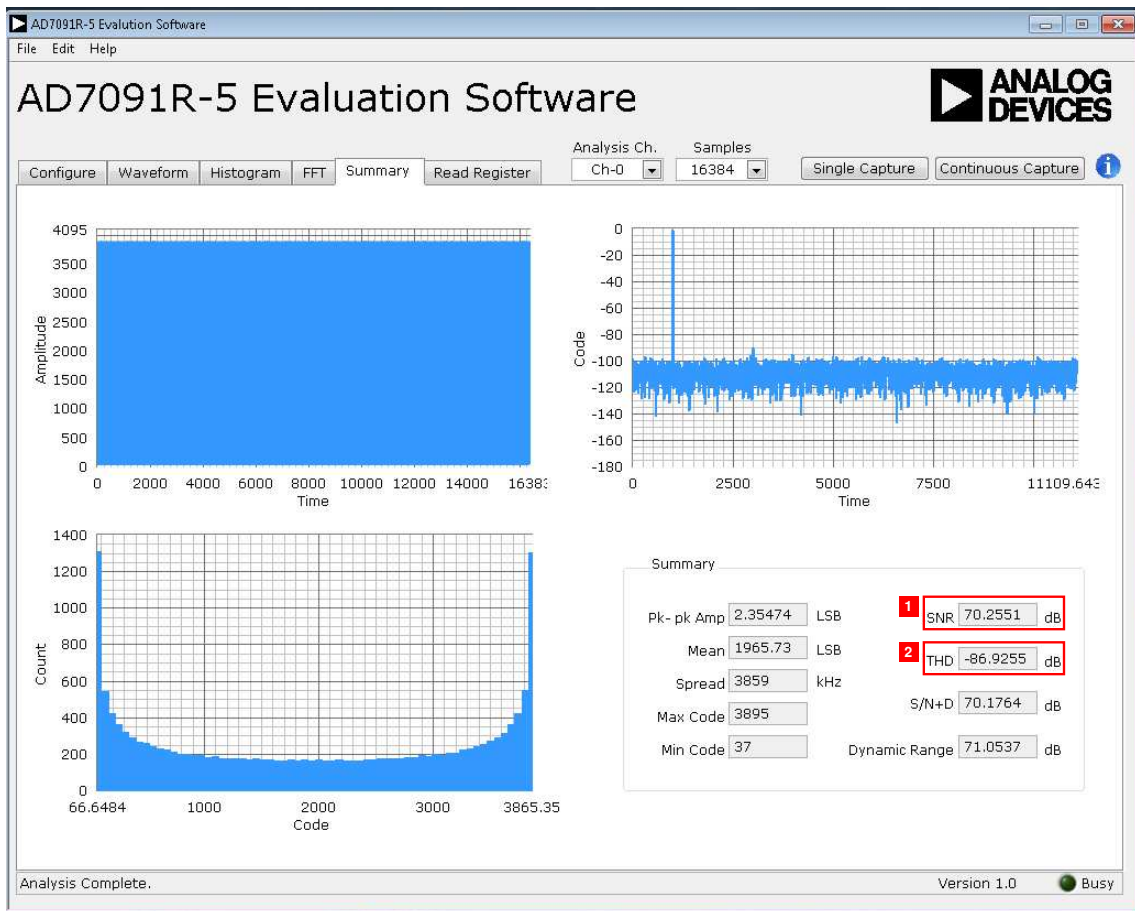 AD7091R-5 Evalution Software
File Edit Help
AD7091R-5 Evaluation Software
ANALOG
DEVICES
Analysis Ch. Samples
Configure Waveform Histogram FFT Summary Read Register Ch-0 16384 Single Capture Continuous Capture i
4095
3500
3000
2500
2000
1500
1000
500
0
Amplitude
0 2000 4000 6000 8000 10000 12000 14000 1638
Time
0
-20
-40
-60
-80
-100
-120
-140
-160
-180
Code
0 2500 5000 7500 11109.643
Time
1400
1200
1000
800
600
400
200
0
Count
66.6484 1000 2000 3000 3865.35
Code
Summary
Pk- pk Amp 2.35474 LSB
Mean 1965.73 LSB
Spread 3859 kHz
Max Code 3895
Min Code 37
1 SNR 70.2551 dB
2 THD -86.9255 dB
S/N+D 70.1764 dB
Dynamic Range 71.0537 dB
Analysis Complete. Version 1.0 Busy